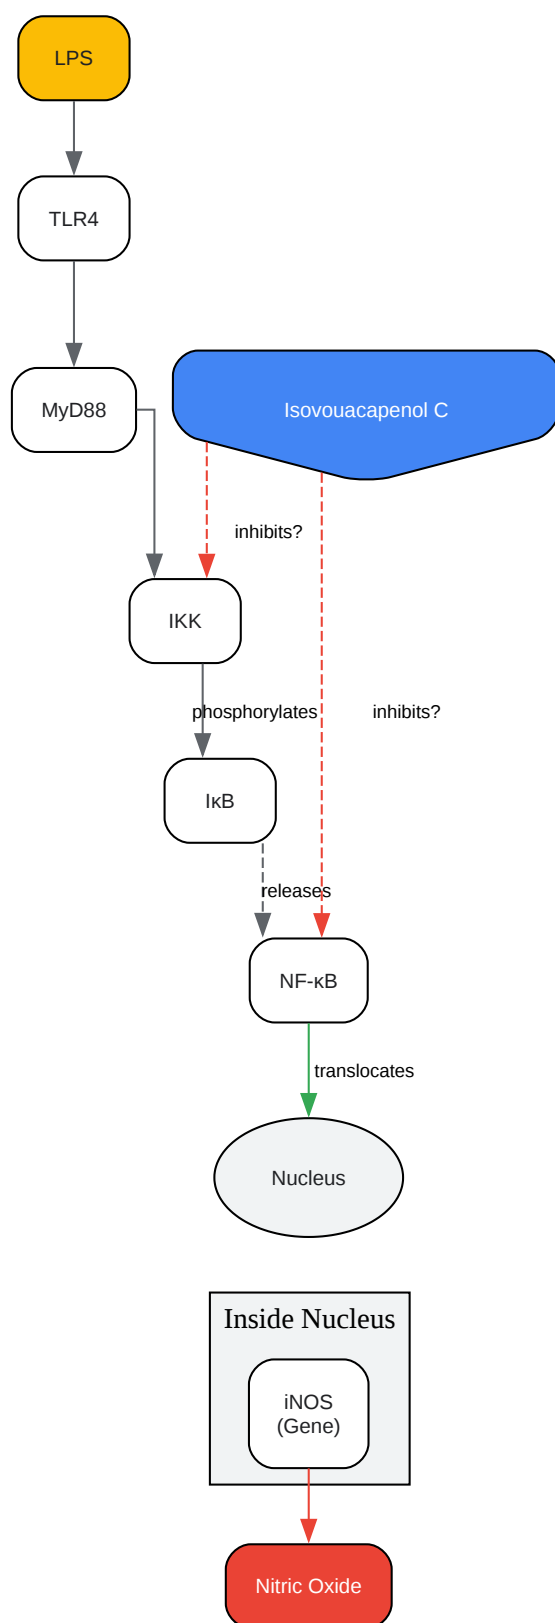 LPS
TLR4
MyD88
Isovouacapenol C
inhibits?
IKK
phosphorylates
inhibits?
IκB
releases
NF-κB
translocates
Nucleus
Inside Nucleus
iNOS
(Gene)
Nitric Oxide